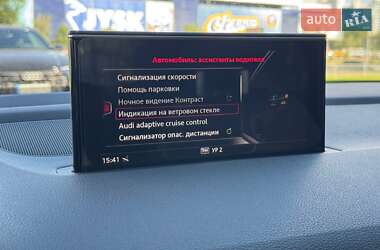 JYSK
auto.ria
Автомобиль: ассистенты водителя
Сигнализация скорости
Помощь парковки
Ночное видение Контраст
Индикация на ветровом стекле
Audi adaptive cruise control
Сигнализатор опас. дистанции
15:41
УР 2